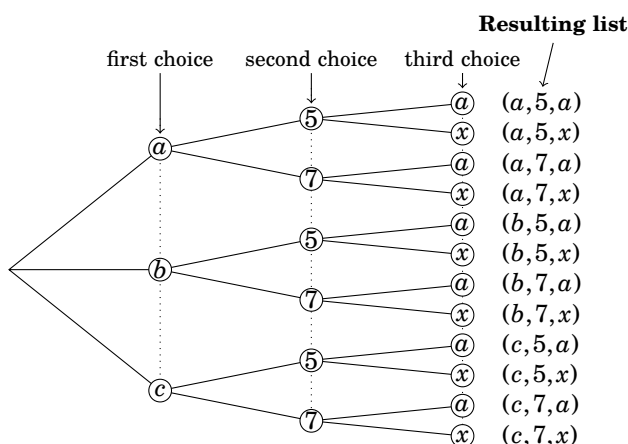 Resulting list
first choice second choice third choice
a (a,5,a)
5
x (a,5,x)
a
a (a,7,a)
7
x (a,7,x)
a (b,5,a)
5
x (b,5,x)
b
a (b,7,a)
7
x (b,7,x)
a (c,5,a)
5
x (c,5,x)
c
a (c,7,a)
7
x (c,7,x)